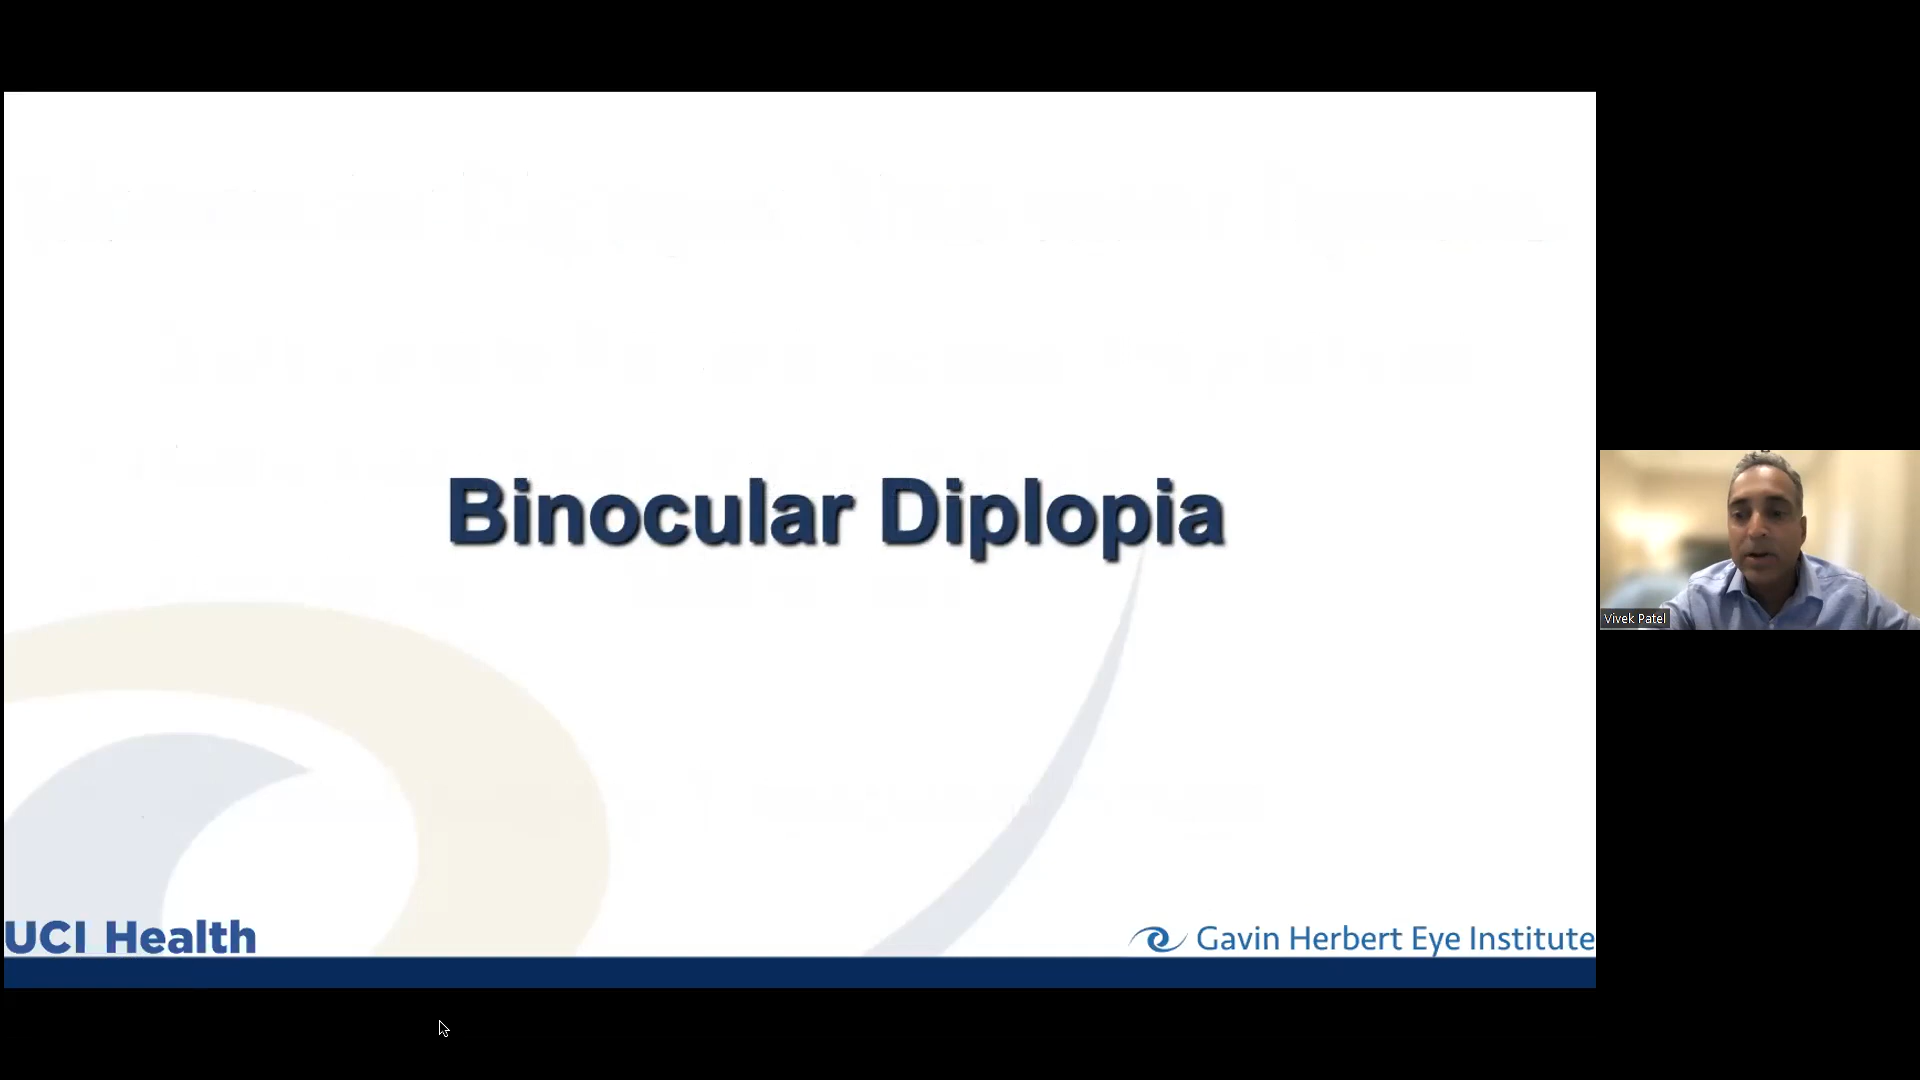 Binocular Diplopia
Vivek Patel
UCI Health
Gavin Herbert Eye Institute